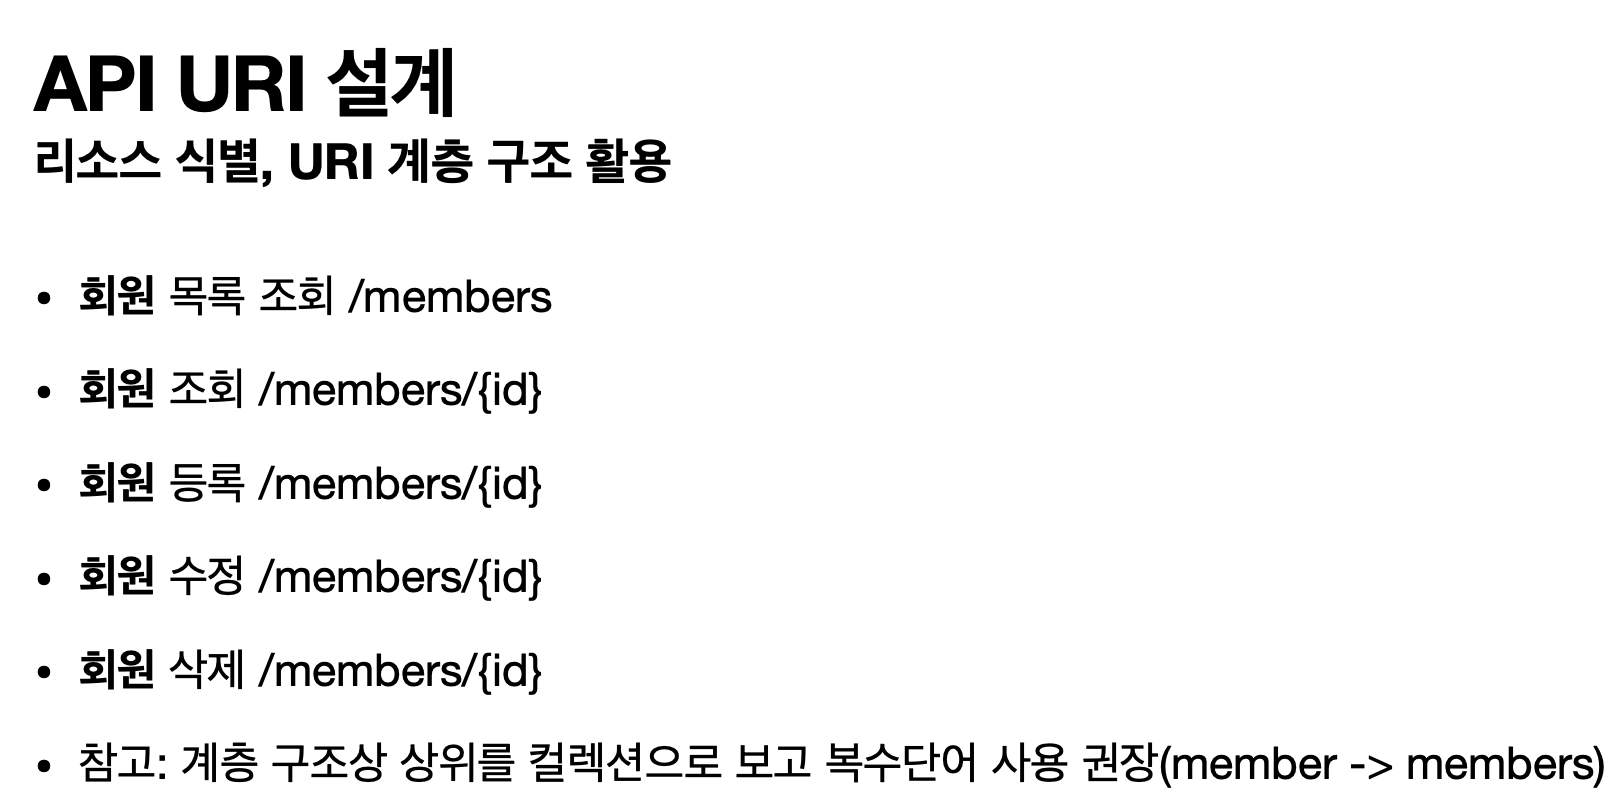 API URI 설계
리소스 식별, URI 계층 구조 활용
• 회원 목록 조회 /members
• 회원 조회 /members/{id}
• 회원 등록 /members/{id}
• 회원 수정 /members/{id}
• 회원 삭제 /members/{id}
• 참고: 계층 구조상 상위를 컬렉션으로 보고 복수단어 사용 권장(member -> members)